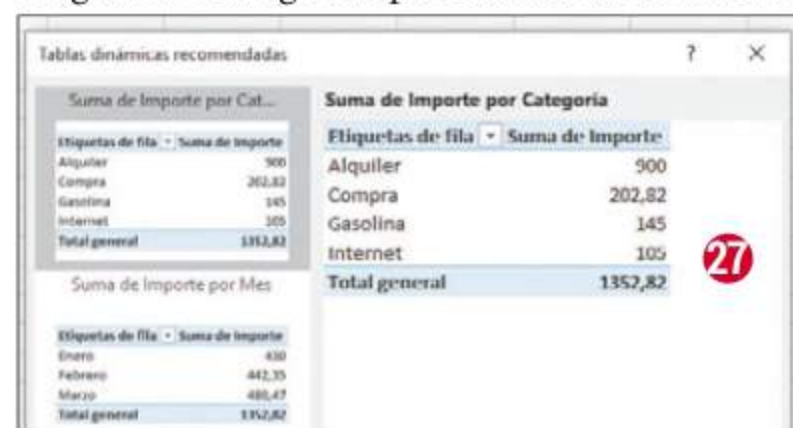 Tablas dinámicas recomendadas ? ×
Suma de Importe por Cat...
Etiquetas de fila Suma de Importe
Alquiler 900
Compra 202,82
Gasolina 145
Internet 105
Total general 1352,82
Suma de Importe por Mes
Etiquetas de fila Suma de Importe
Enero 430
Febrero 442,35
Marzo 480,47
Total general 1352,82
Suma de Importe por Categoría
Etiquetas de fila Suma de Importe
Alquiler 900
Compra 202,82
Gasolina 145
Internet 105
Total general 1352,82
27